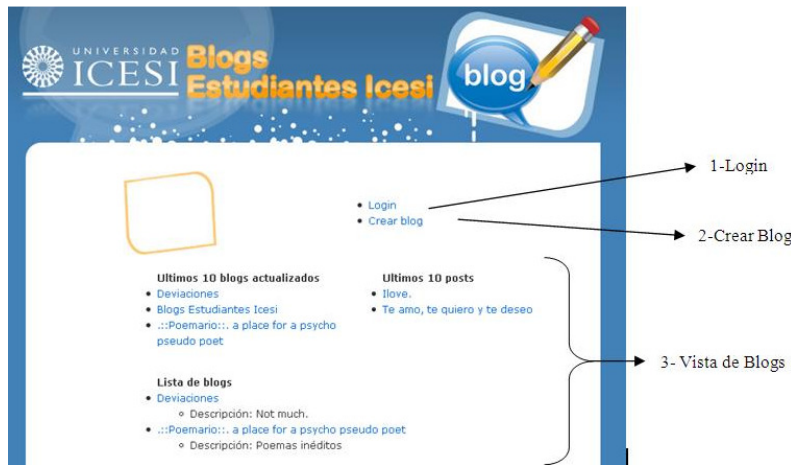 UNIVERSIDAD
ICESI
Blogs
Estudiantes Icesi
blog
1-Login
Login
Crear blog
2-Crear Blog
Ultimos 10 blogs actualizados
Deviaciones
Blogs Estudiantes Icesi
.::Poemario::. a place for a psycho
pseudo poet
Ultimos 10 posts
Ilove.
Te amo, te quiero y te deseo
3- Vista de Blogs
Lista de blogs
Deviaciones
Descripción: Not much.
.::Poemario::. a place for a psycho pseudo poet
Descripción: Poemas inéditos